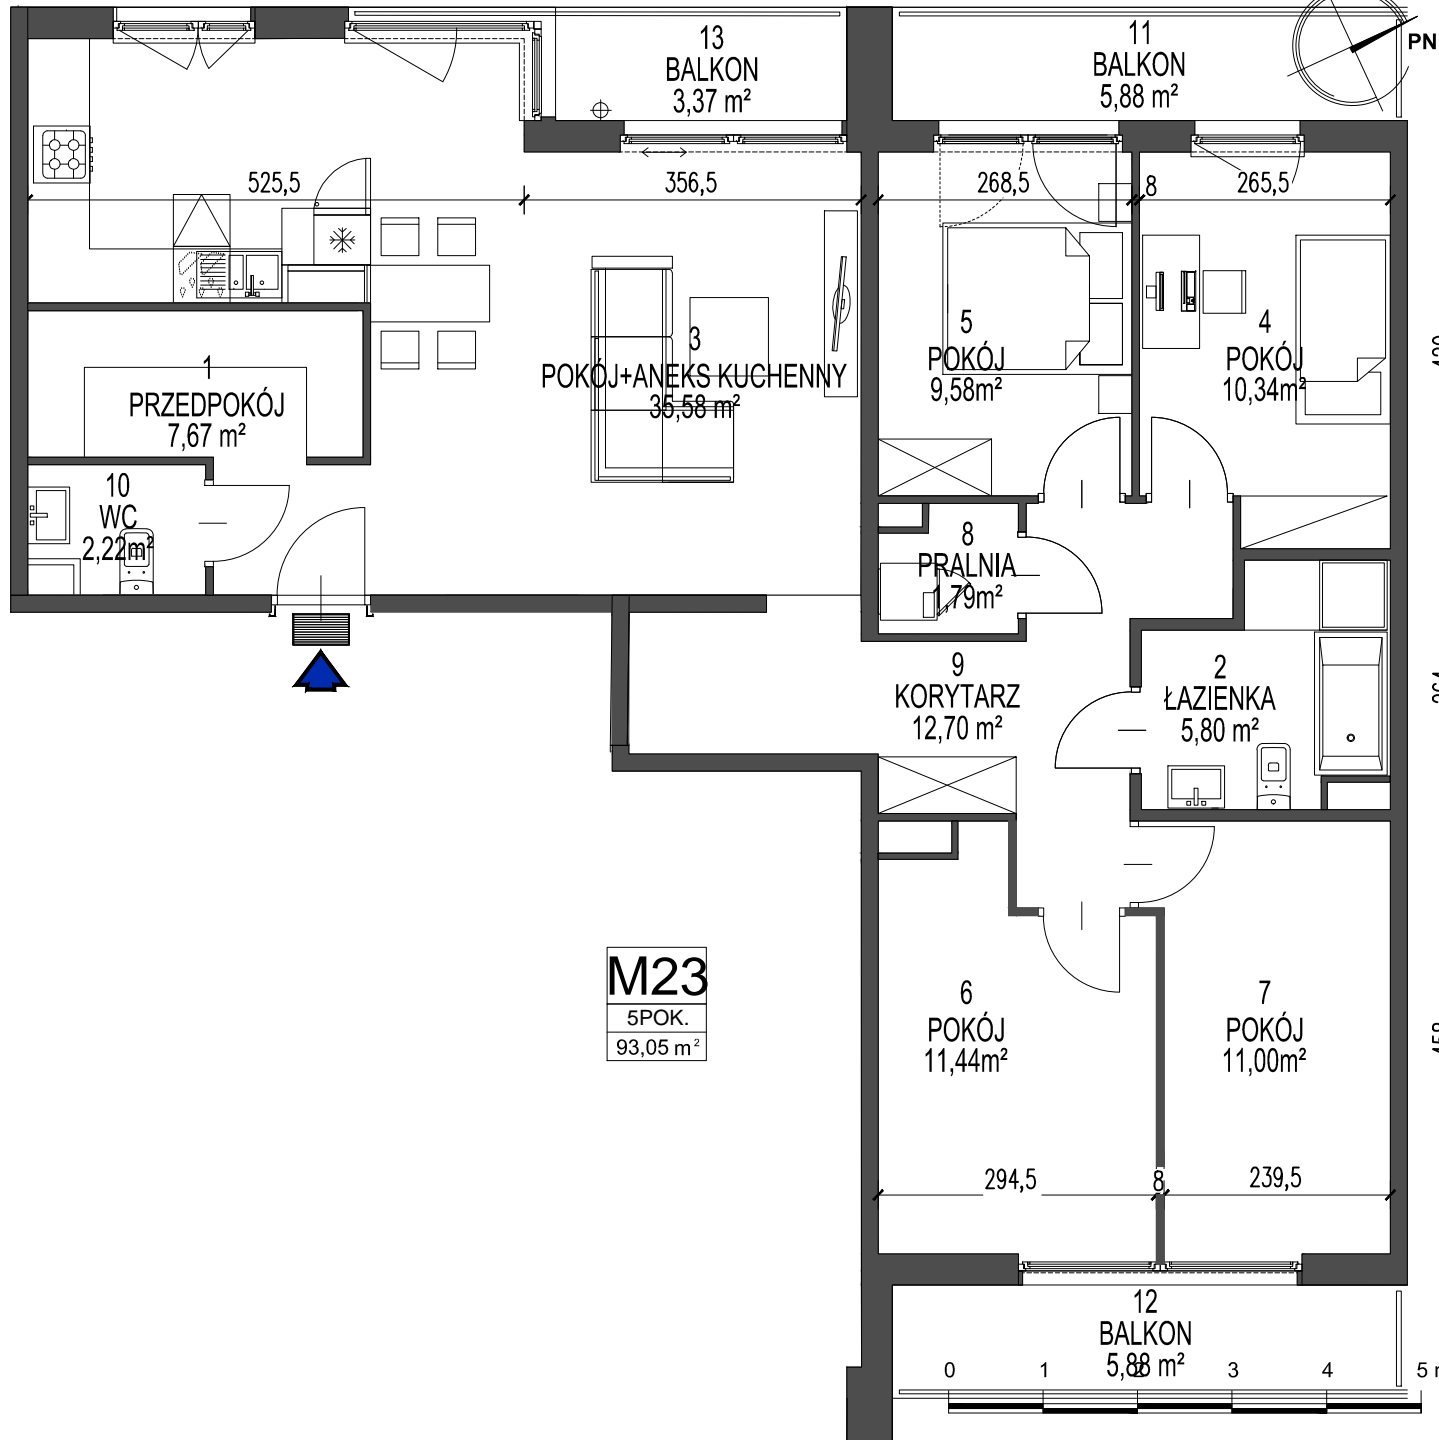 13
BALKON
3,37 m²
11
BALKON
5,88 m²
PN
525,5
356,5
268,5
8
265,5
1
PRZEDPOKÓJ
7,67 m²
3
POKÓJ+ANEKS KUCHENNY
35,58 m²
5
POKÓJ
9,58m²
4
POKÓJ
10,34m²
10
WC
2,22m²
8
PRALNIA
1,79m²
9
KORYTARZ
12,70 m²
2
ŁAZIENKA
5,80 m²
M23
5POK.
93,05 m²
6
POKÓJ
11,44m²
7
POKÓJ
11,00m²
294,5
8
239,5
12
BALKON
5,88 m²
0 1 2 3 4 5